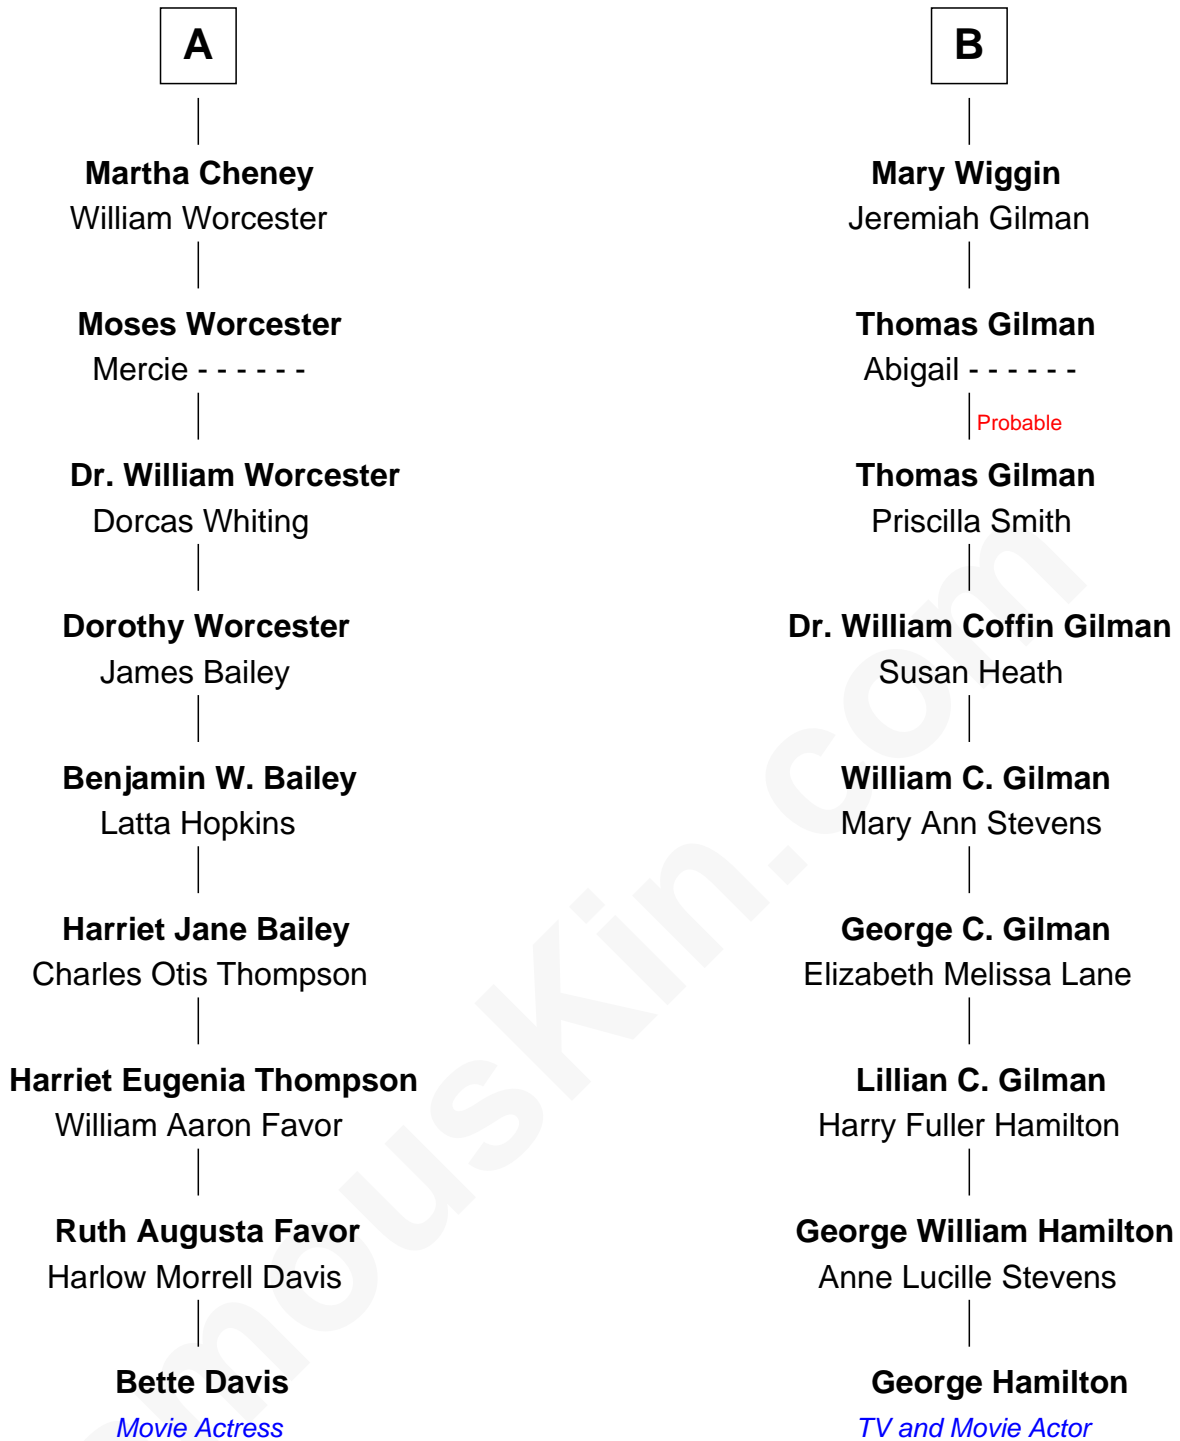 A
Martha Cheney
William Worcester
Moses Worcester
Mercie - - - - - -
Dr. William Worcester
Dorcas Whiting
Dorothy Worcester
James Bailey
Benjamin W. Bailey
Latta Hopkins
Harriet Jane Bailey
Charles Otis Thompson
Harriet Eugenia Thompson
William Aaron Favor
Ruth Augusta Favor
Harlow Morrell Davis
Bette Davis
Movie Actress
B
Mary Wiggin
Jeremiah Gilman
Thomas Gilman
Abigail - - - - - -
Probable
Thomas Gilman
Priscilla Smith
Dr. William Coffin Gilman
Susan Heath
William C. Gilman
Mary Ann Stevens
George C. Gilman
Elizabeth Melissa Lane
Lillian C. Gilman
Harry Fuller Hamilton
George William Hamilton
Anne Lucille Stevens
George Hamilton
TV and Movie Actor
mouskin.com